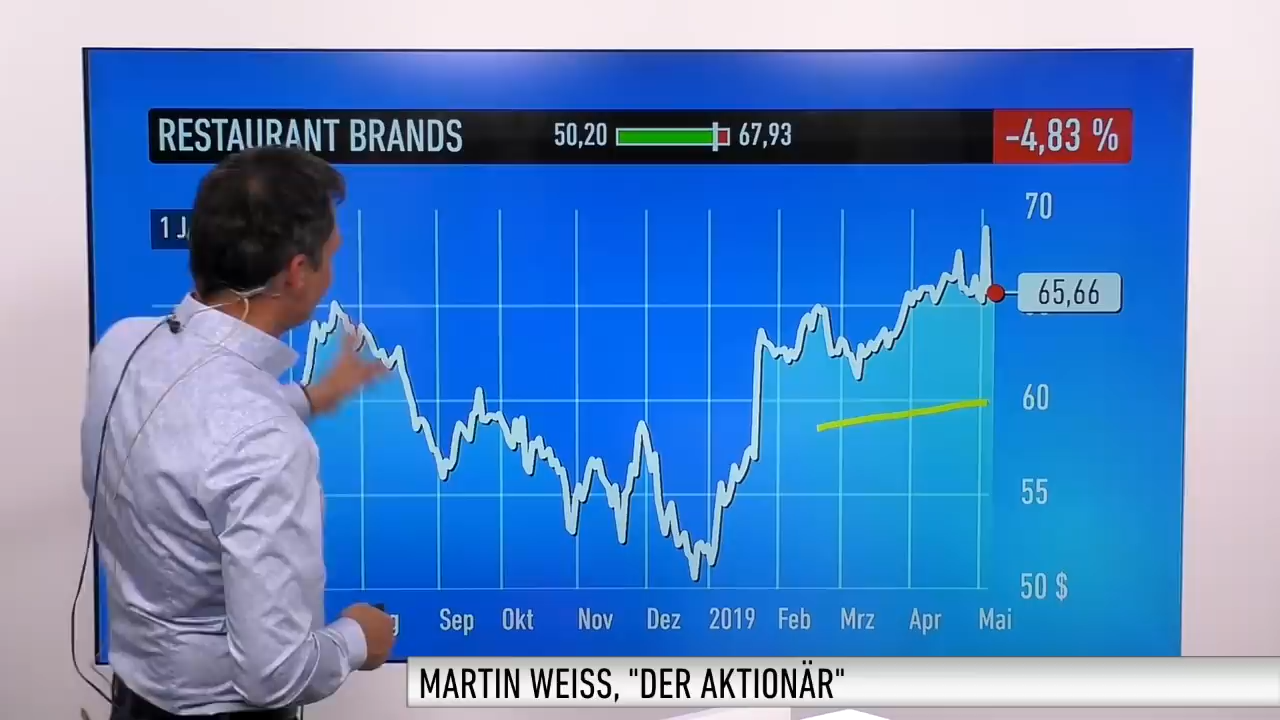 RESTAURANT BRANDS 50,20 67,93 -4,83 %
1 J
70
65,66
60
55
50 $
Sep Okt Nov Dez 2019 Feb Mrz Apr Mai
MARTIN WEISS, "DER AKTIONÄR"